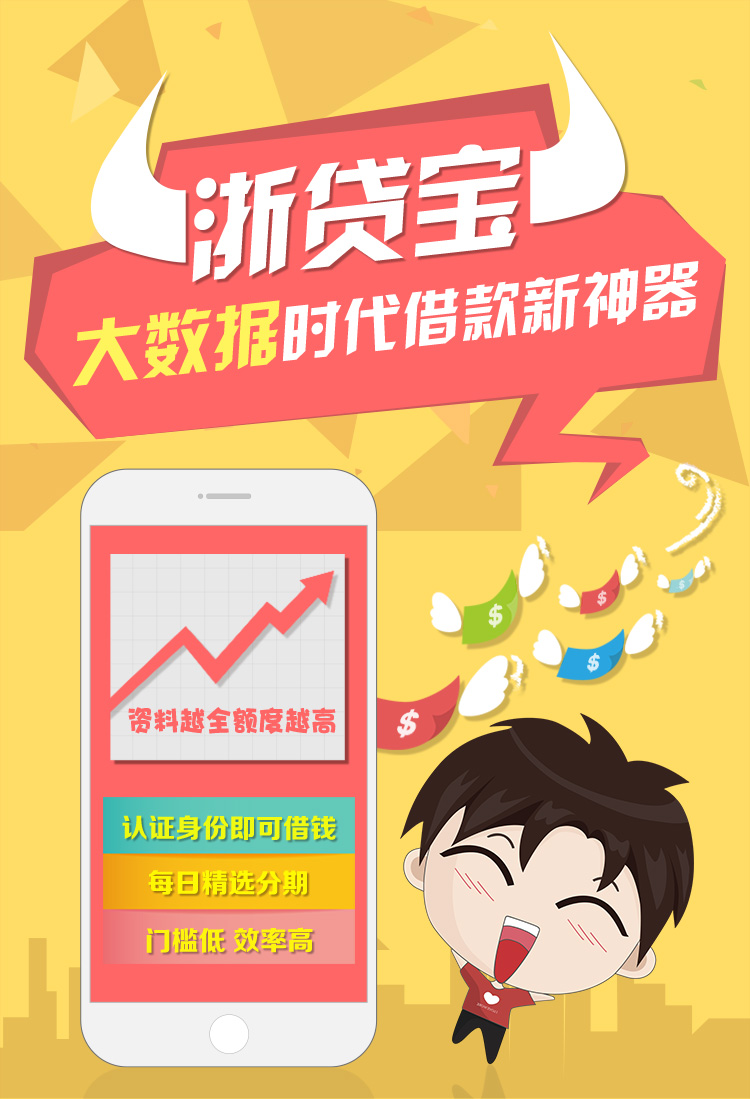 浙贷宝
大数据时代借款新神器
$
$
$
$
$
资料越全额度越高
认证身份即可借钱
每日精选分期
门槛低 效率高